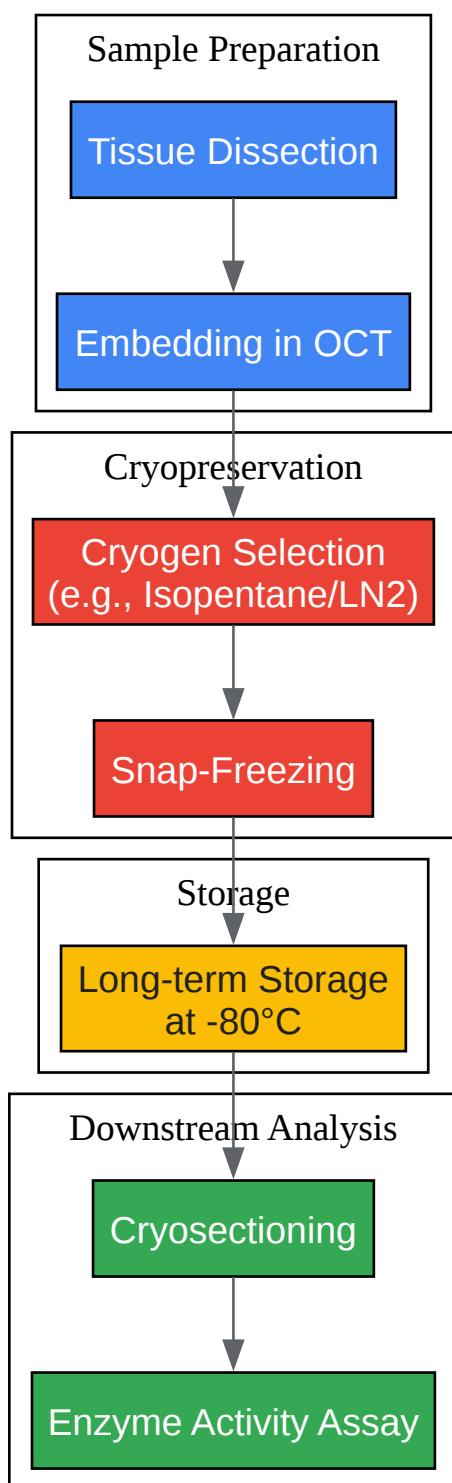 Sample Preparation
Tissue Dissection
Embedding in OCT
Cryopreservation
Cryogen Selection
(e.g., Isopentane/LN2)
Snap-Freezing
Storage
Long-term Storage
at -80°C
Downstream Analysis
Cryosectioning
Enzyme Activity Assay